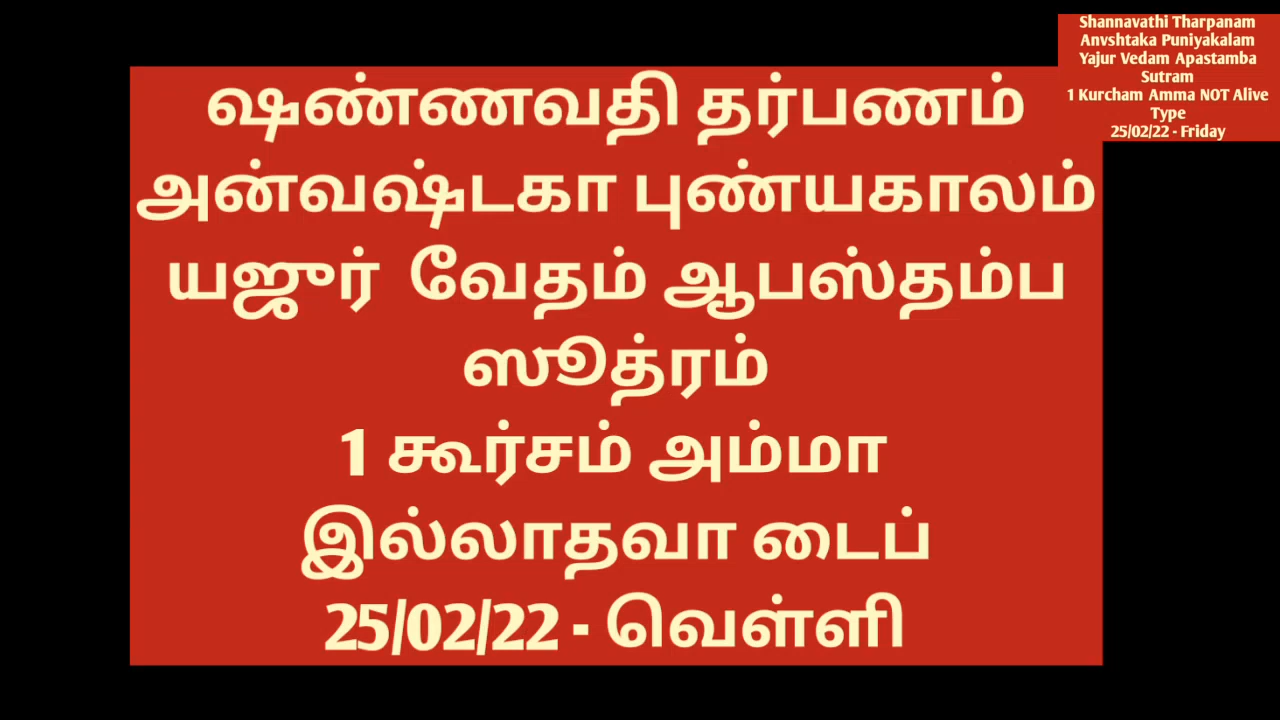 Shannavathi Tharpanam
Anvshtaka Puniyakalam
Yajur Vedam Apastamba
Sutram
1 Kurcham Amma NOT Alive
Type
25/02/22 - Friday
ஷண்ணவதி தர்பணம்
அன்வஷ்டகா புண்யகாலம்
யஜுர் வேதம் ஆபஸ்தம்ப
ஸூத்ரம்
1 கூர்சம் அம்மா
இல்லாதவா டைப்
25/02/22 - வெள்ளி